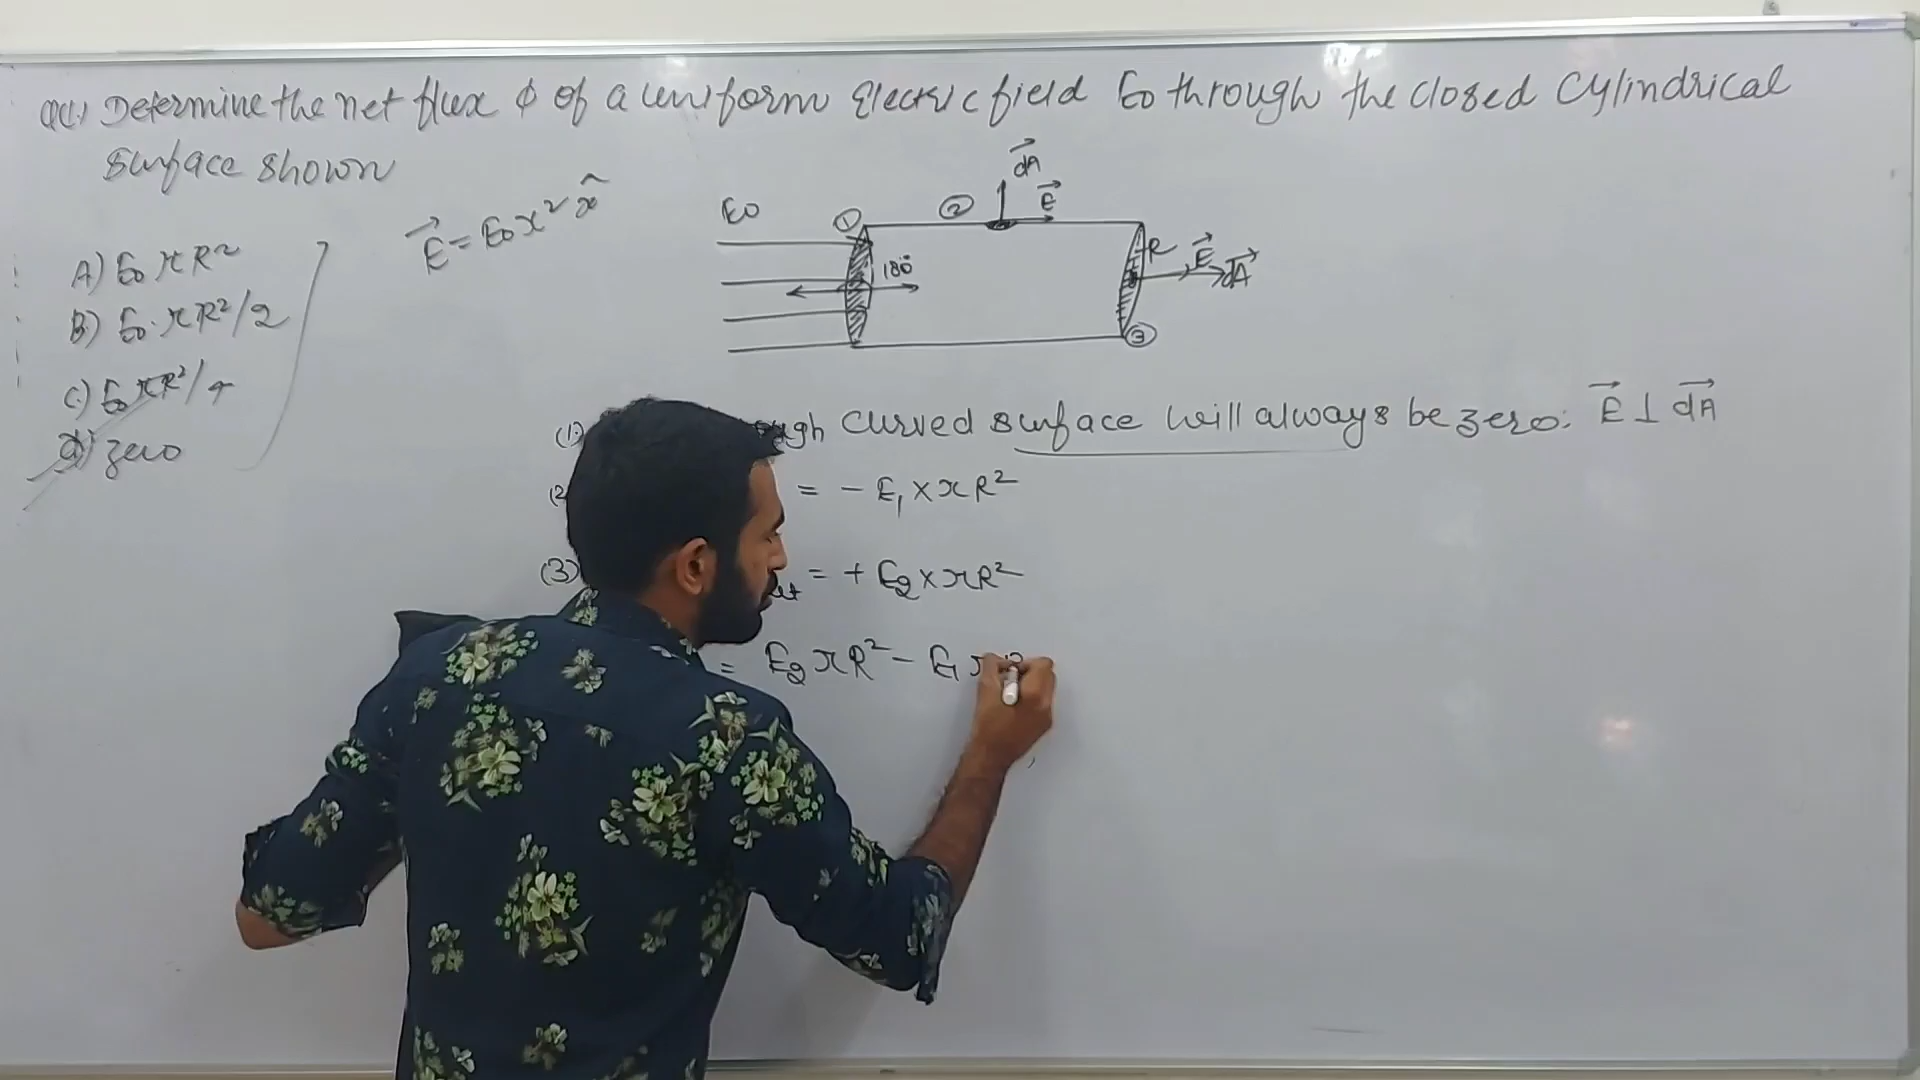 Q(1) Determine the net flux ϕ of a uniform Electric field E0 through the closed Cylindrical
surface shown
A) E0 πR²
B) E0. πR²/2
C) E0 πR²/4
d) zero
E⃗ = E0x² x̂
E0
①
②
dA⃗
E⃗
180°
R
E⃗
dA⃗
③
(1) curved surface will always be zero: E⃗ ⊥ dA⃗
(2 = - E₁ × πR²
(3) = + E₂ × πR²
= E₂ πR² - E₁ π